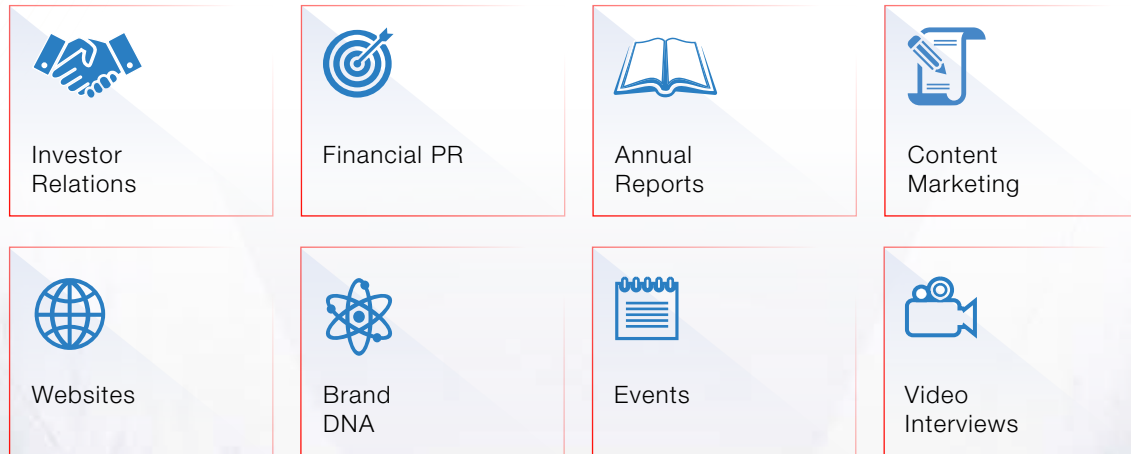 Investor
Relations
Financial PR
Annual
Reports
Content
Marketing
Websites
Brand
DNA
Events
Video
Interviews